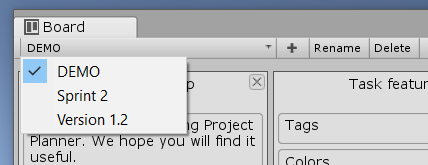 Board
DEMO + Rename Delete
DEMO
Sprint 2
Version 1.2
p
Task featur
ng Project
Planner. We hope you will find it
useful.
Tags
Colors